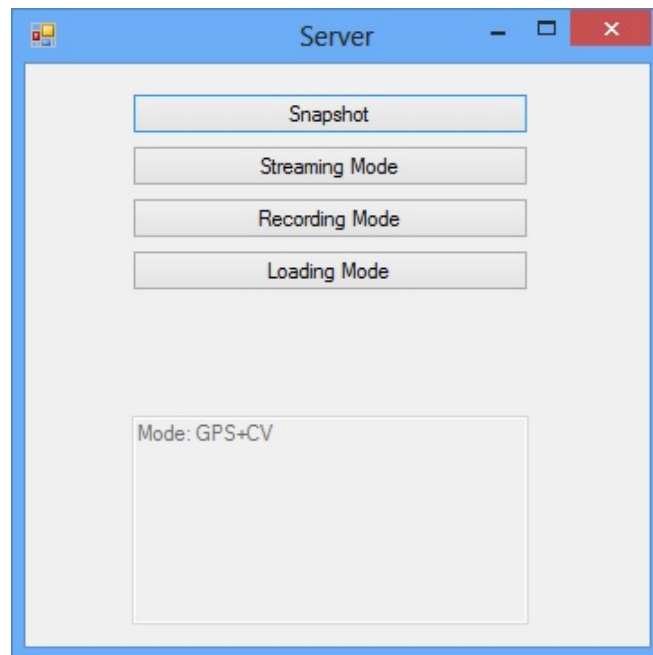 Server
Snapshot
Streaming Mode
Recording Mode
Loading Mode
Mode: GPS+CV